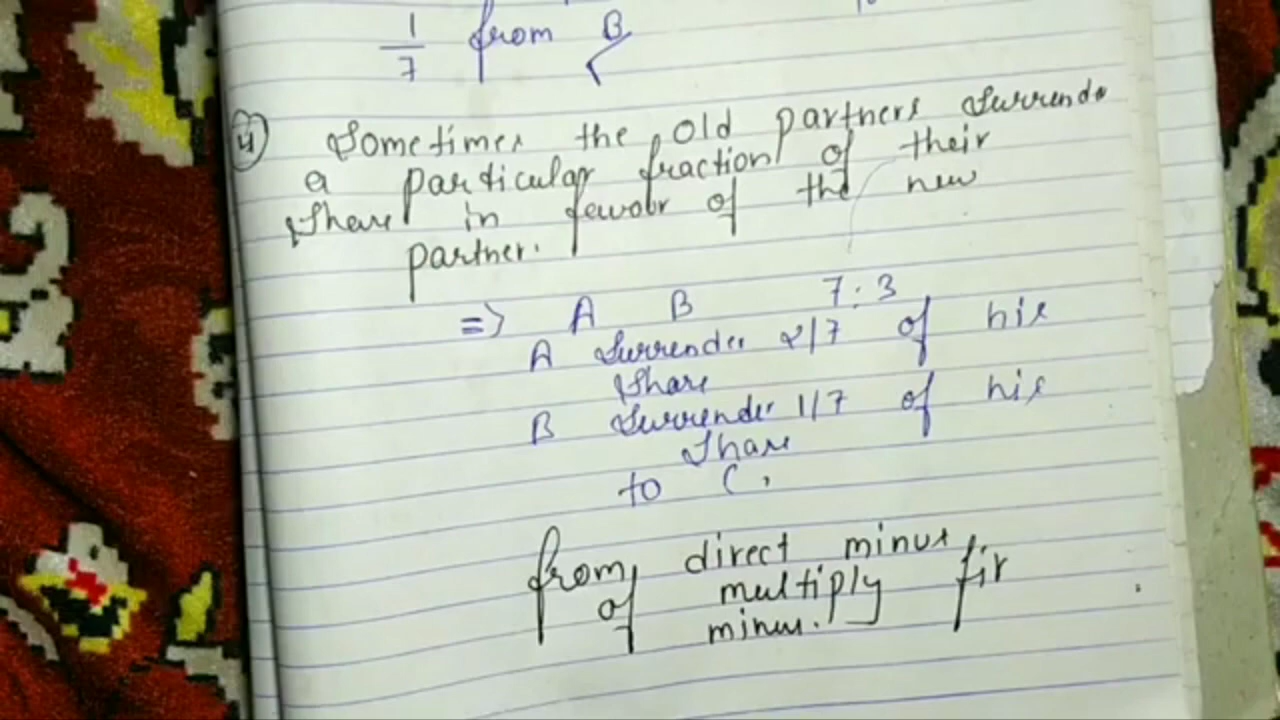 1/7 from B
④ Sometimes the old partners surrende
a particular fraction of their
share in fewobr of the new
partner.
=> A B 7:3
A surrender 2/7 of his
share
B surrender 1/7 of his
share
to C.
from, direct minus
of multiply fir
minus.